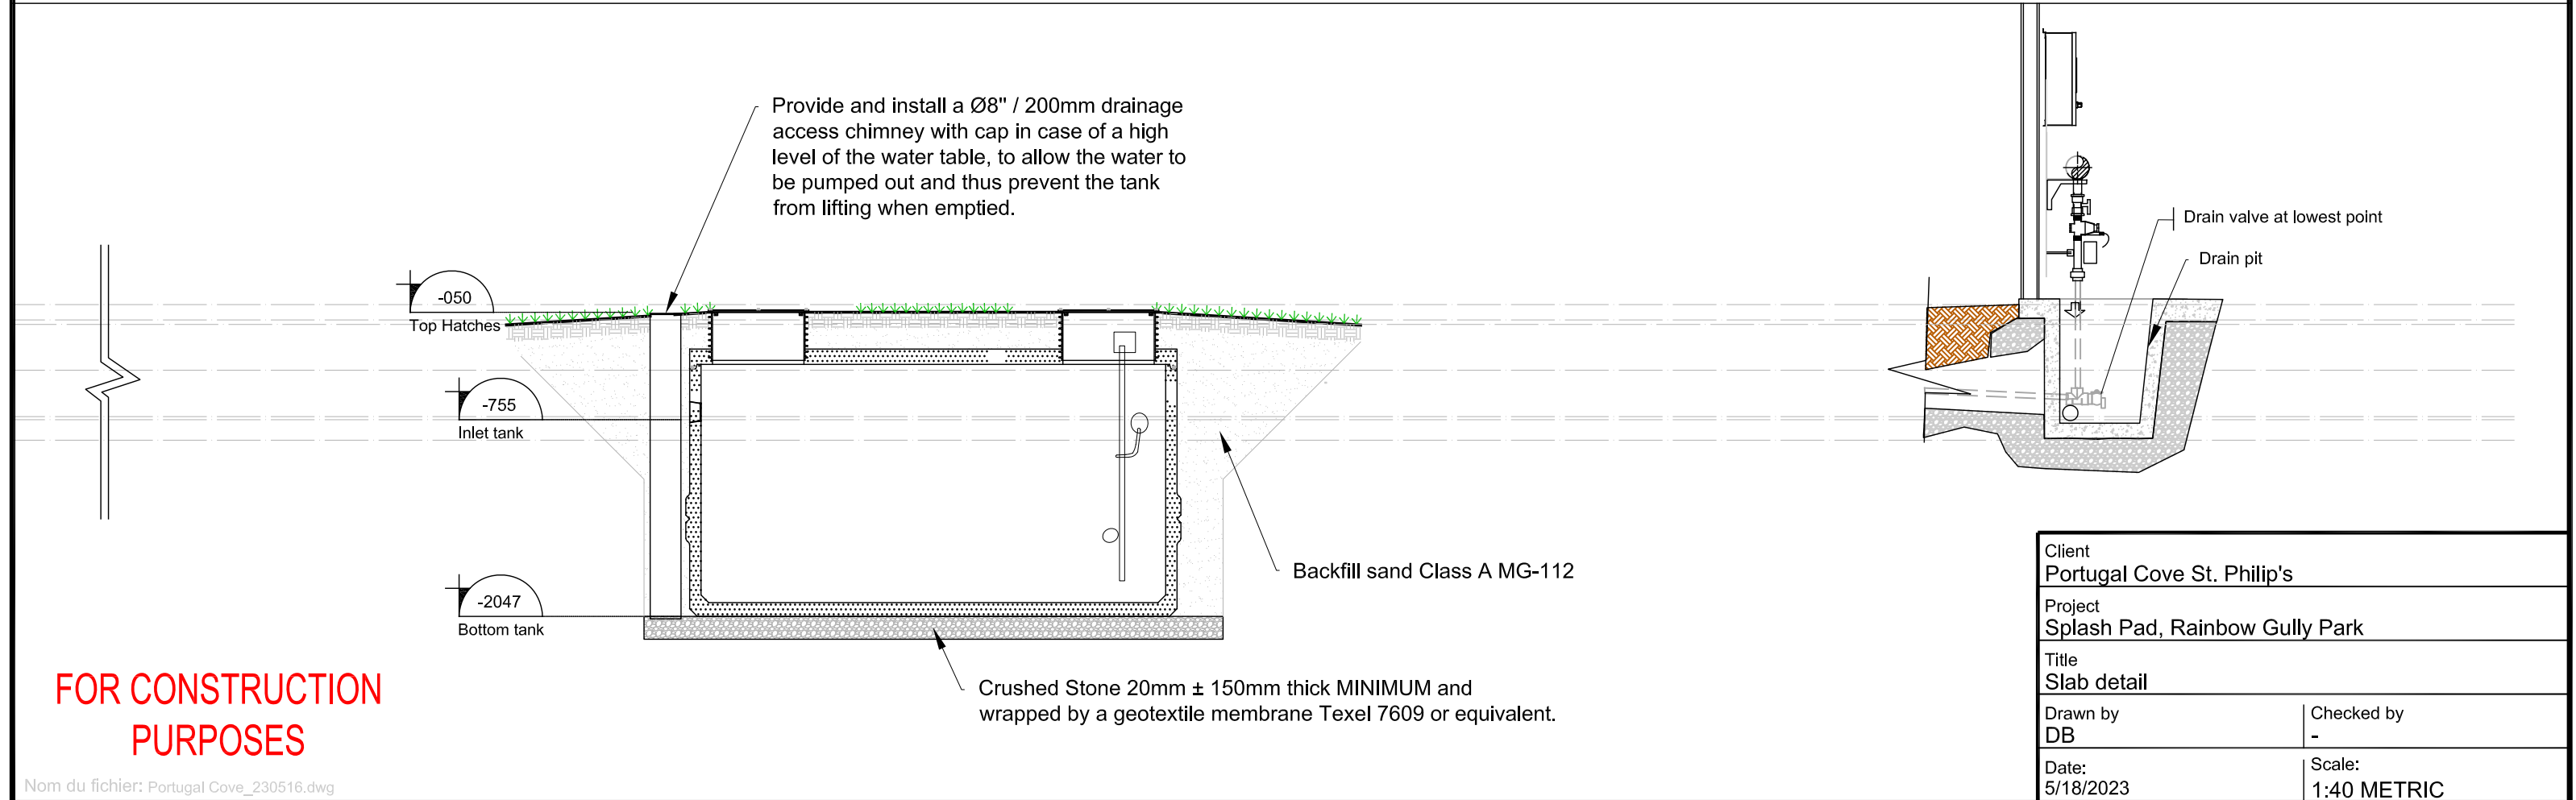 Provide and install a Ø8" / 200mm drainage
access chimney with cap in case of a high
level of the water table, to allow the water to
be pumped out and thus prevent the tank
from lifting when emptied.
Drain valve at lowest point
Drain pit
-050
Top Hatches
-755
Inlet tank
-2047
Bottom tank
Backfill sand Class A MG-112
Crushed Stone 20mm ± 150mm thick MINIMUM and
wrapped by a geotextile membrane Texel 7609 or equivalent.
FOR CONSTRUCTION
PURPOSES
Nom du fichier: Portugal Cove_230516.dwg
Client
Portugal Cove St. Philip's
Project
Splash Pad, Rainbow Gully Park
Title
Slab detail
Drawn by
DB
Checked by
-
Date:
5/18/2023
Scale:
1:40 METRIC